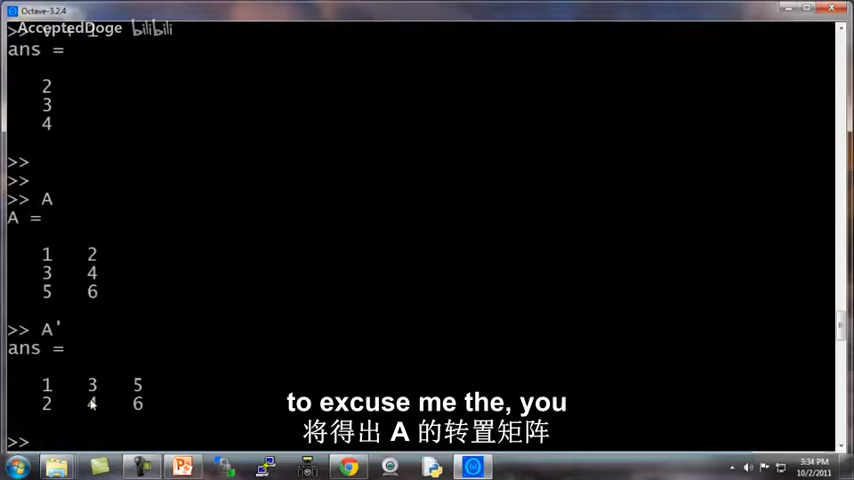 Octave-3.2.4
AcceptedDoge bilibili
ans =
2
3
4
>>
>>
>> A
A =
1 2
3 4
5 6
>> A'
ans =
1 3 5
2 4 6
to excuse me the, you
将得出 A 的转置矩阵
>>
3:34 PM
10/2/2011